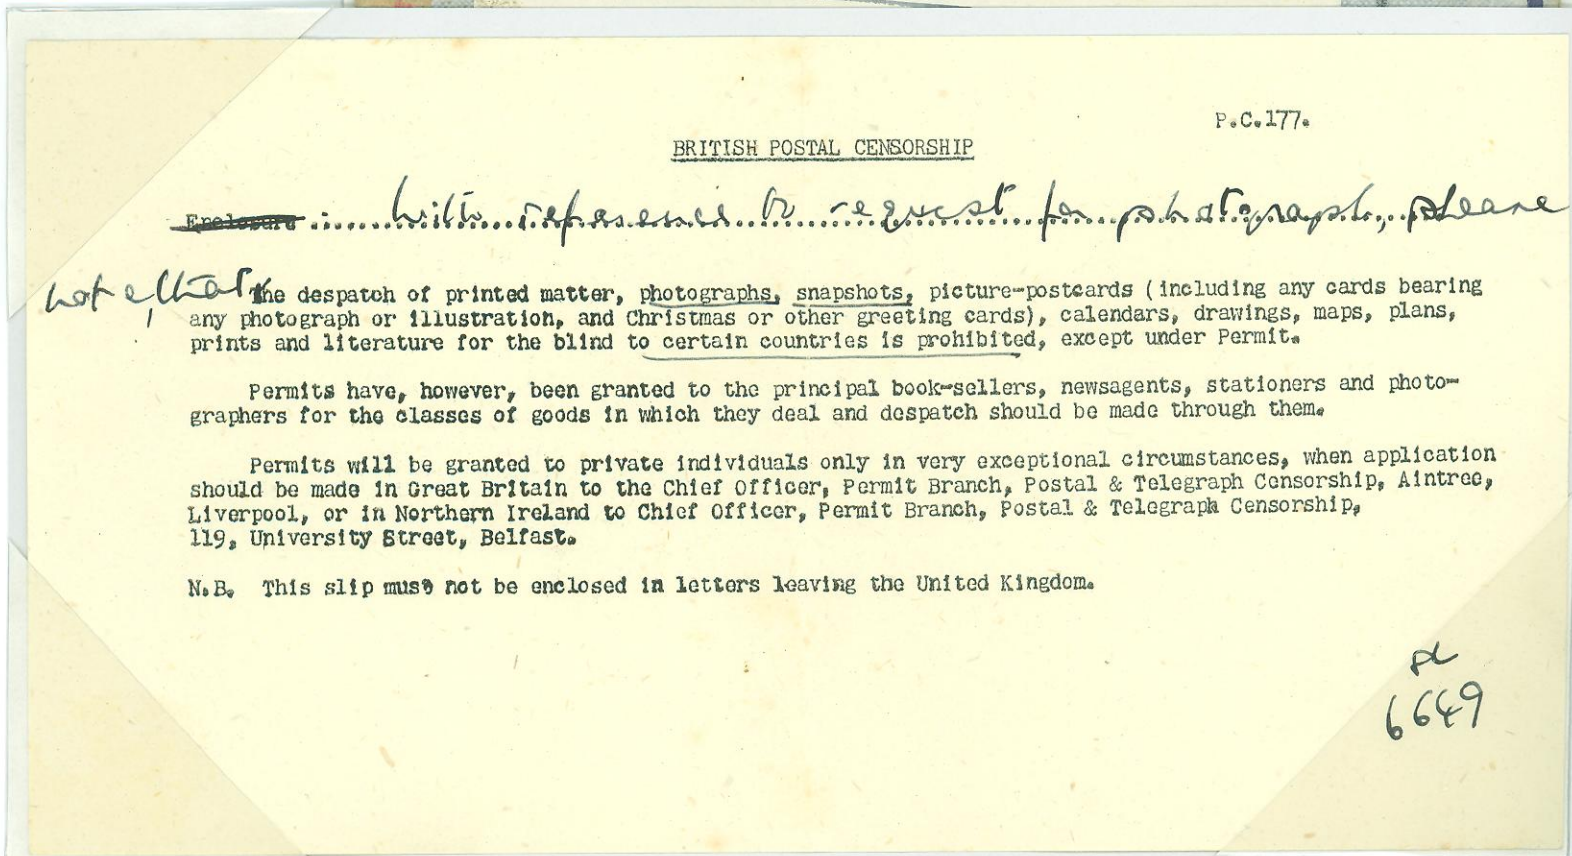 P.C.177.
BRITISH POSTAL CENSORSHIP
Enclosure ..... with reference to request for photograph, please
note, that
The despatch of printed matter, photographs, snapshots, picture-postcards (including any cards bearing
any photograph or illustration, and Christmas or other greeting cards), calendars, drawings, maps, plans,
prints and literature for the blind to certain countries is prohibited, except under Permit.
Permits have, however, been granted to the principal book-sellers, newsagents, stationers and photo-
graphers for the classes of goods in which they deal and despatch should be made through them.
Permits will be granted to private individuals only in very exceptional circumstances, when application
should be made in Great Britain to the Chief Officer, Permit Branch, Postal & Telegraph Censorship, Aintree,
Liverpool, or in Northern Ireland to Chief Officer, Permit Branch, Postal & Telegraph Censorship,
119, University Street, Belfast.
N.B. This slip must not be enclosed in letters leaving the United Kingdom.
6649